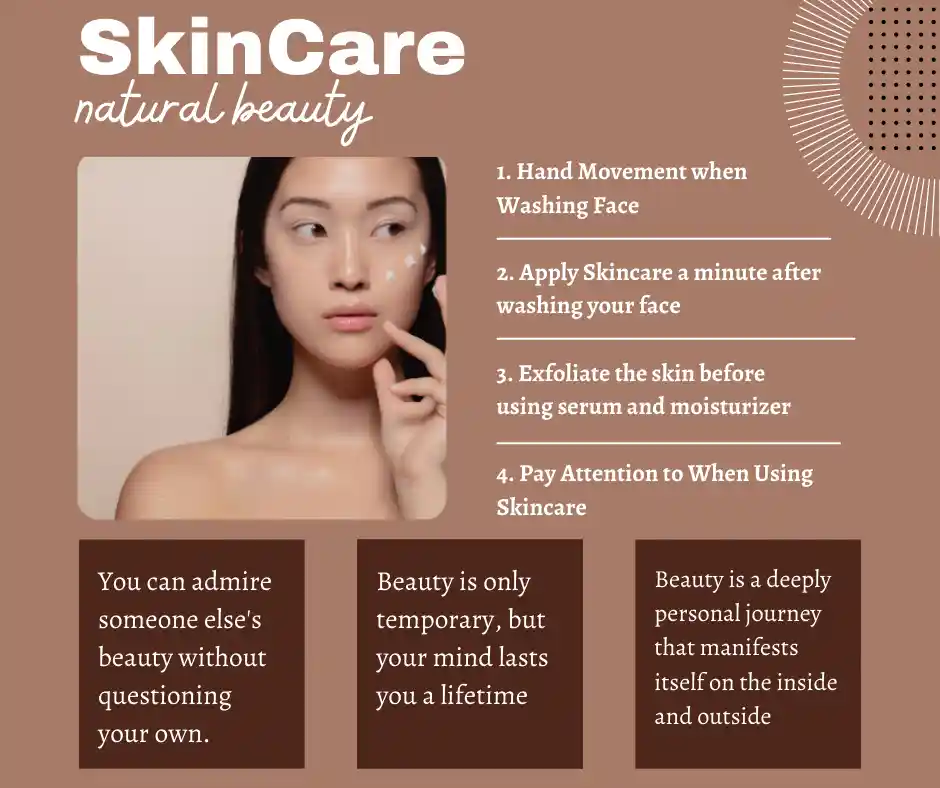 SkinCare
natural beauty
1. Hand Movement when
Washing Face
2. Apply Skincare a minute after
washing your face
3. Exfoliate the skin before
using serum and moisturizer
4. Pay Attention to When Using
Skincare
You can admire
someone else's
beauty without
questioning
your own.
Beauty is only
temporary, but
your mind lasts
you a lifetime
Beauty is a deeply
personal journey
that manifests
itself on the inside
and outside